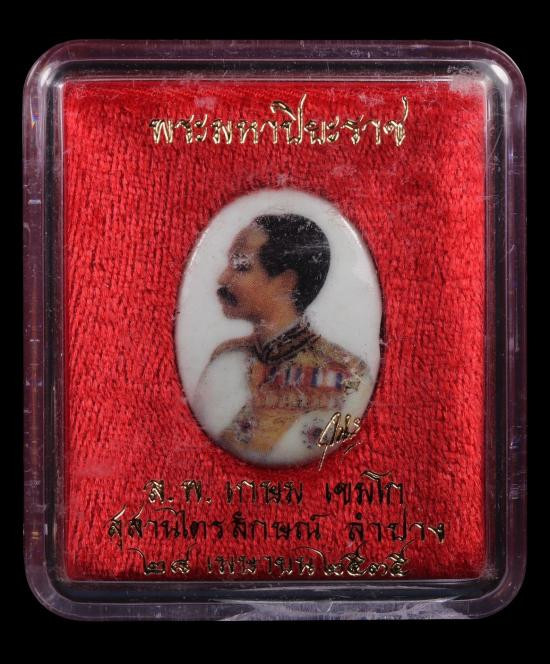 พระมหาปิยะราช
ล.พ. เกษม เขมโก
สุสานไตรลักษณ์ ลำปาง
๒๘ เมษายน ๒๕๓๕